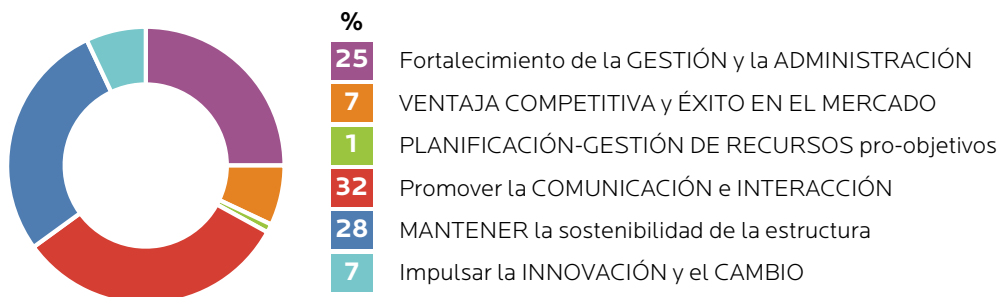 %
25 Fortalecimiento de la GESTIÓN y la ADMINISTRACIÓN
7 VENTAJA COMPETITIVA y ÉXITO EN EL MERCADO
1 PLANIFICACIÓN-GESTIÓN DE RECURSOS pro-objetivos
32 Promover la COMUNICACIÓN e INTERACCIÓN
28 MANTENER la sostenibilidad de la estructura
7 Impulsar la INNOVACIÓN y el CAMBIO